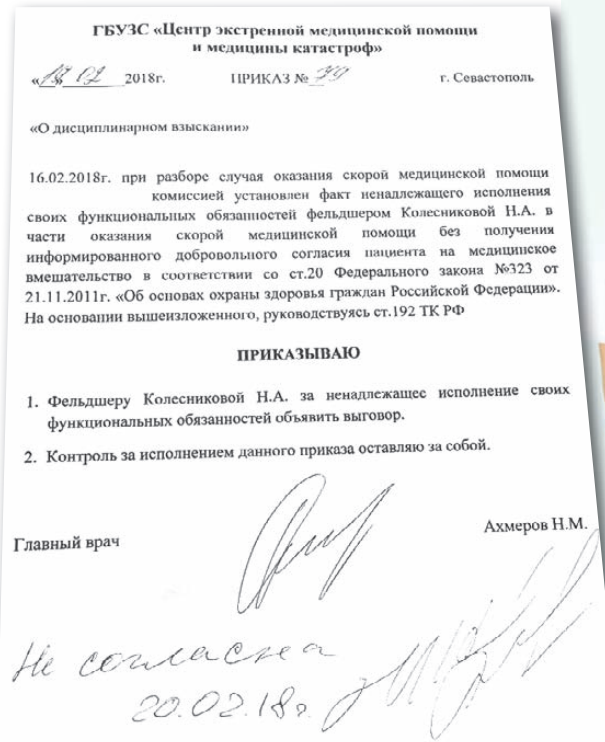 ГБУЗС «Центр экстренной медицинской помощи
и медицины катастроф»
02 2018г. ПРИКАЗ № 79 г. Севастополь
«О дисциплинарном взыскании»
16.02.2018г. при разборе случая оказания скорой медицинской помощи
комиссией установлен факт ненадлежащего исполнения
своих функциональных обязанностей фельдшером Колесниковой Н.А. в
части оказания скорой медицинской помощи без получения
информированного добровольного согласия пациента на медицинское
вмешательство в соответствии со ст.20 Федерального закона №323 от
21.11.2011г. «Об основах охраны здоровья граждан Российской Федерации».
На основании вышеизложенного, руководствуясь ст.192 ТК РФ
ПРИКАЗЫВАЮ
1. Фельдшеру Колесниковой Н.А. за ненадлежащее исполнение своих
функциональных обязанностей объявить выговор.
2. Контроль за исполнением данного приказа оставляю за собой.
Главный врач Ахмеров Н.М.
Не согласна
20.02.18г.